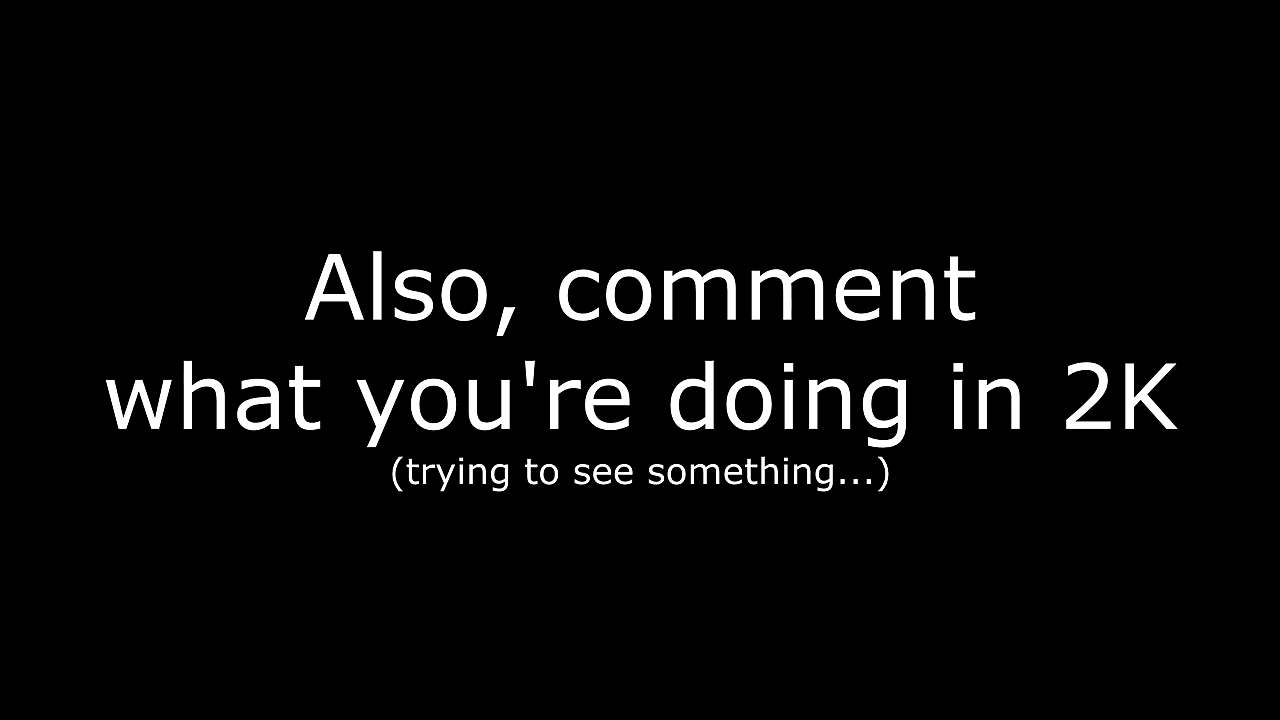 Also, comment
what you're doing in 2K
(trying to see something...)